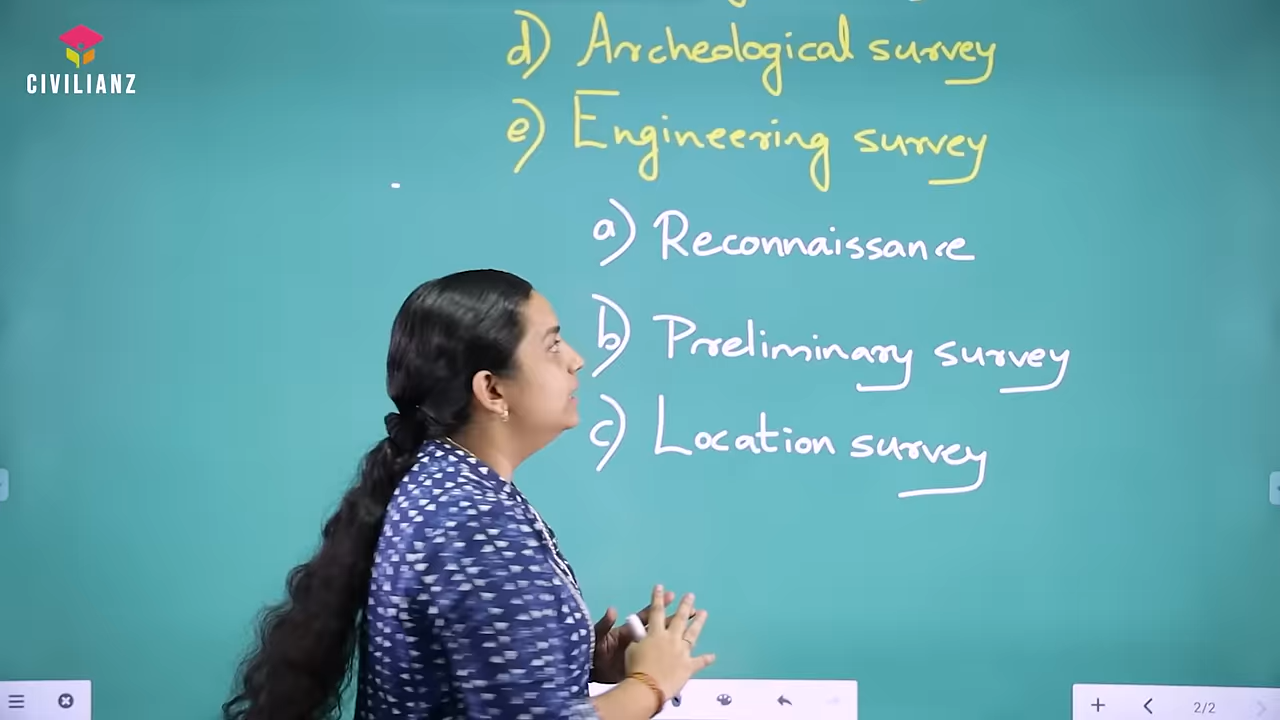 CIVILIANZ
d) Archeological survey
e) Engineering survey
a) Reconnaissance
b) Preliminary survey
c) Location survey
2/2